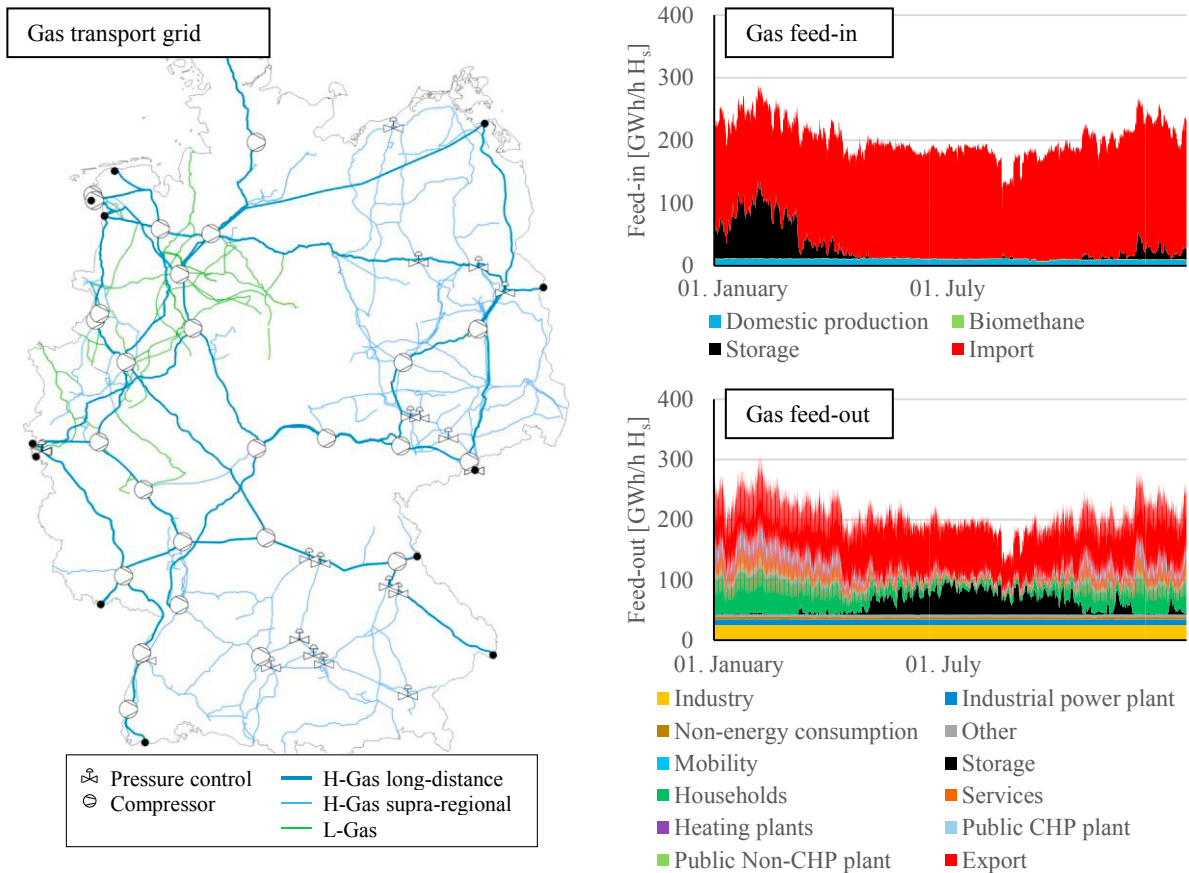 Gas transport grid
Pressure control
Compressor
H-Gas long-distance
H-Gas supra-regional
L-Gas
Gas feed-in
Feed-in [GWh/h Hs]
400
300
200
100
0
01. January
01. July
Domestic production
Biomethane
Storage
Import
Gas feed-out
Feed-out [GWh/h Hs]
400
300
200
100
0
01. January
01. July
Industry
Industrial power plant
Non-energy consumption
Other
Mobility
Storage
Households
Services
Heating plants
Public CHP plant
Public Non-CHP plant
Export